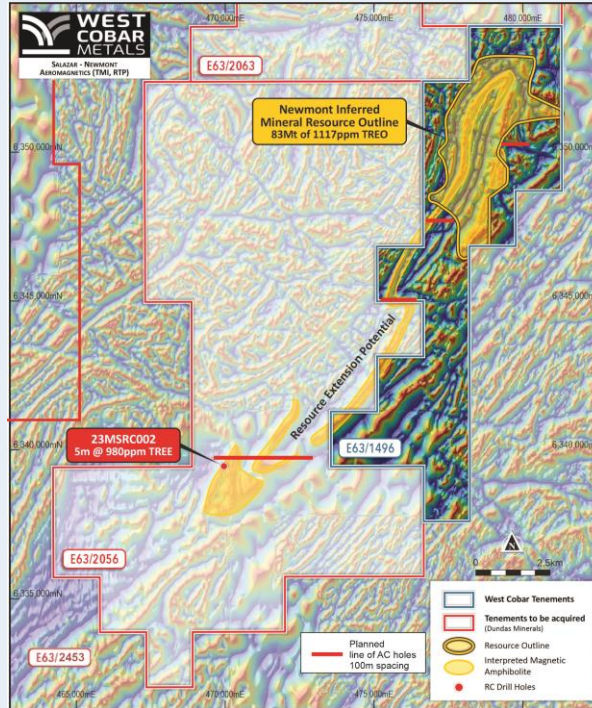 WEST
COBAR
METALS
SALAZAR - NEWMONT
AEROMAGNETICS (TMI, RTP)
470,000mE
475,000mE
480,000mE
E63/2063
Newmont Inferred
Mineral Resource Outline
83Mt of 1117ppm TREO
6,350,000mN
6,350,000mN
6,345,000mN
6,345,000mN
Resource Extension Potential
23MSRC002
5m @ 980ppm TREE
6,340,000mN
E63/1496
6,340,000mN
E63/2056
0 2.5km
6,335,000mN
E63/2453
465,000mE
470,000mE
475,000mE
Planned
line of AC holes
100m spacing
West Cobar Tenements
Tenements to be acquired
(Dundas Minerals)
Resource Outline
Interpreted Magnetic
Amphibolite
RC Drill Holes